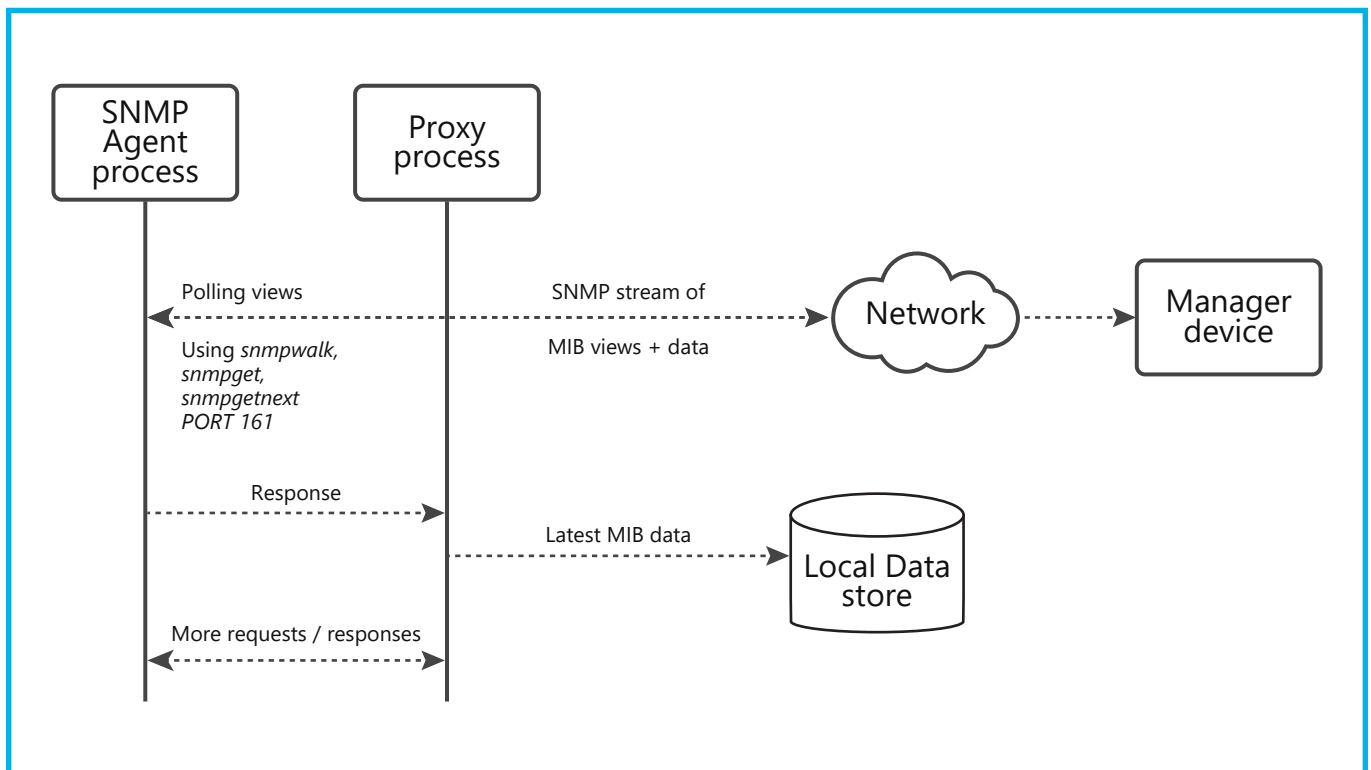 SNMP
Agent
process
Proxy
process
Polling views
SNMP stream of
Network
Manager
device
MIB views + data
Using snmpwalk,
snmpget,
snmpgetnext
PORT 161
Response
Latest MIB data
Local Data
store
More requests / responses